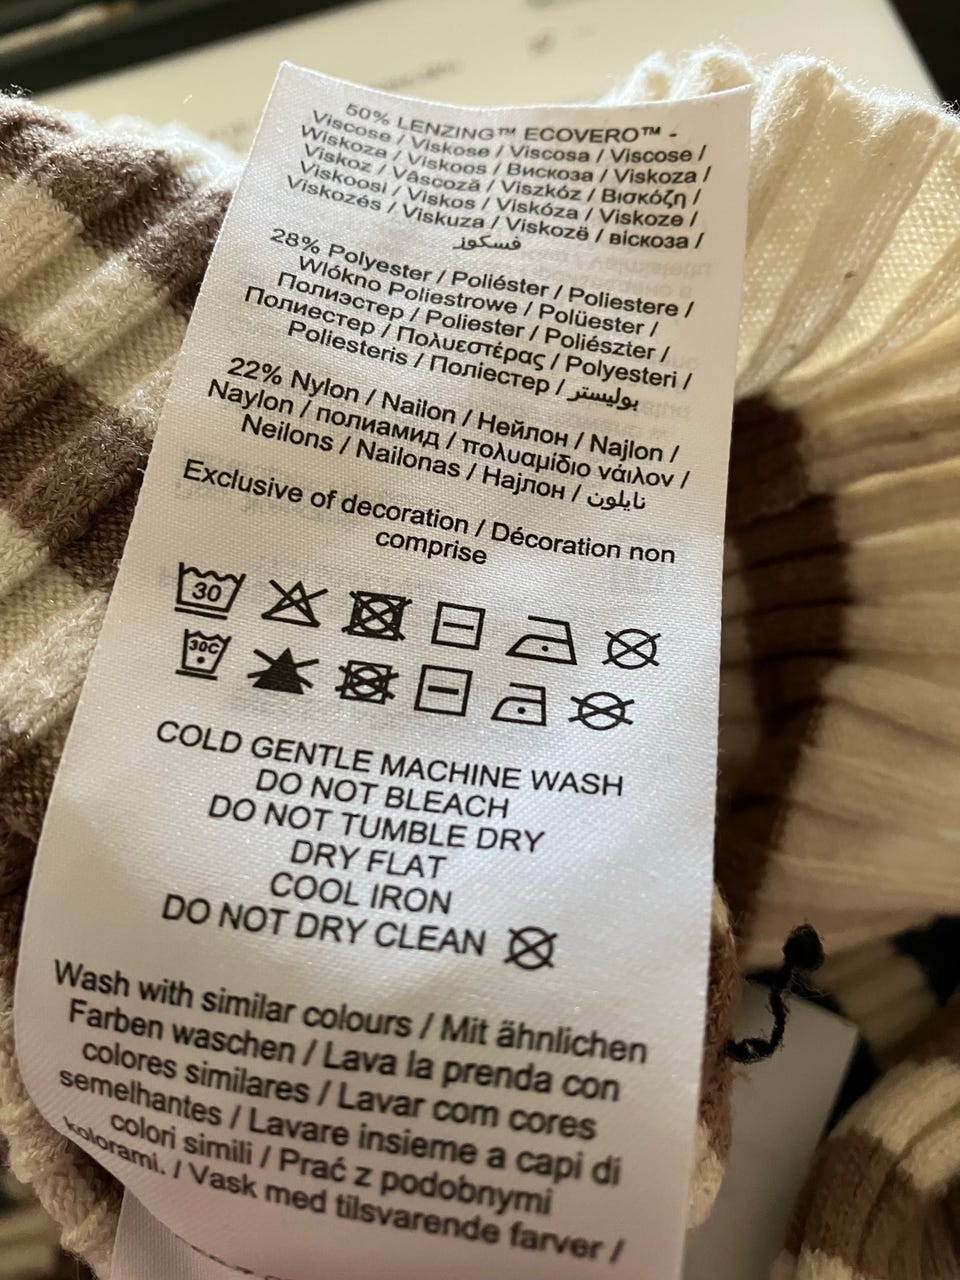 50% LENZING™ ECOVERO™ -
Viscose / Viskose / Viscosa / Viscose /
Wiskoza / Viskoos / Вискоза / Viskoza /
Viskoz / Vâscoză / Viszkóz / Βισκόζη /
Viskoosi / Viskos / Viskóza / Viskoze /
Viskozés / Viskuza / Viskozë / віскоза /
فسكوز
28% Polyester / Poliéster / Poliestere /
Wlókno Poliestrowe / Polüester /
Полиэстер / Poliester / Poliészter /
Полиестер / Πολυεστέρας / Polyesteri /
Poliesteris / Поліестер / بوليستر
22% Nylon / Nailon / Нейлон / Najlon /
Naylon / полиамид / πολυαμίδιο νάιλον /
Neilons / Nailonas / Најлон / نايلون
Exclusive of decoration / Décoration non
comprise
30
30C
COLD GENTLE MACHINE WASH
DO NOT BLEACH
DO NOT TUMBLE DRY
DRY FLAT
COOL IRON
DO NOT DRY CLEAN
Wash with similar colours / Mit ähnlichen
Farben waschen / Lava la prenda con
colores similares / Lavar com cores
semelhantes / Lavare insieme a capi di
colori simili / Prać z podobnymi
kolorami. / Vask med tilsvarende farver /